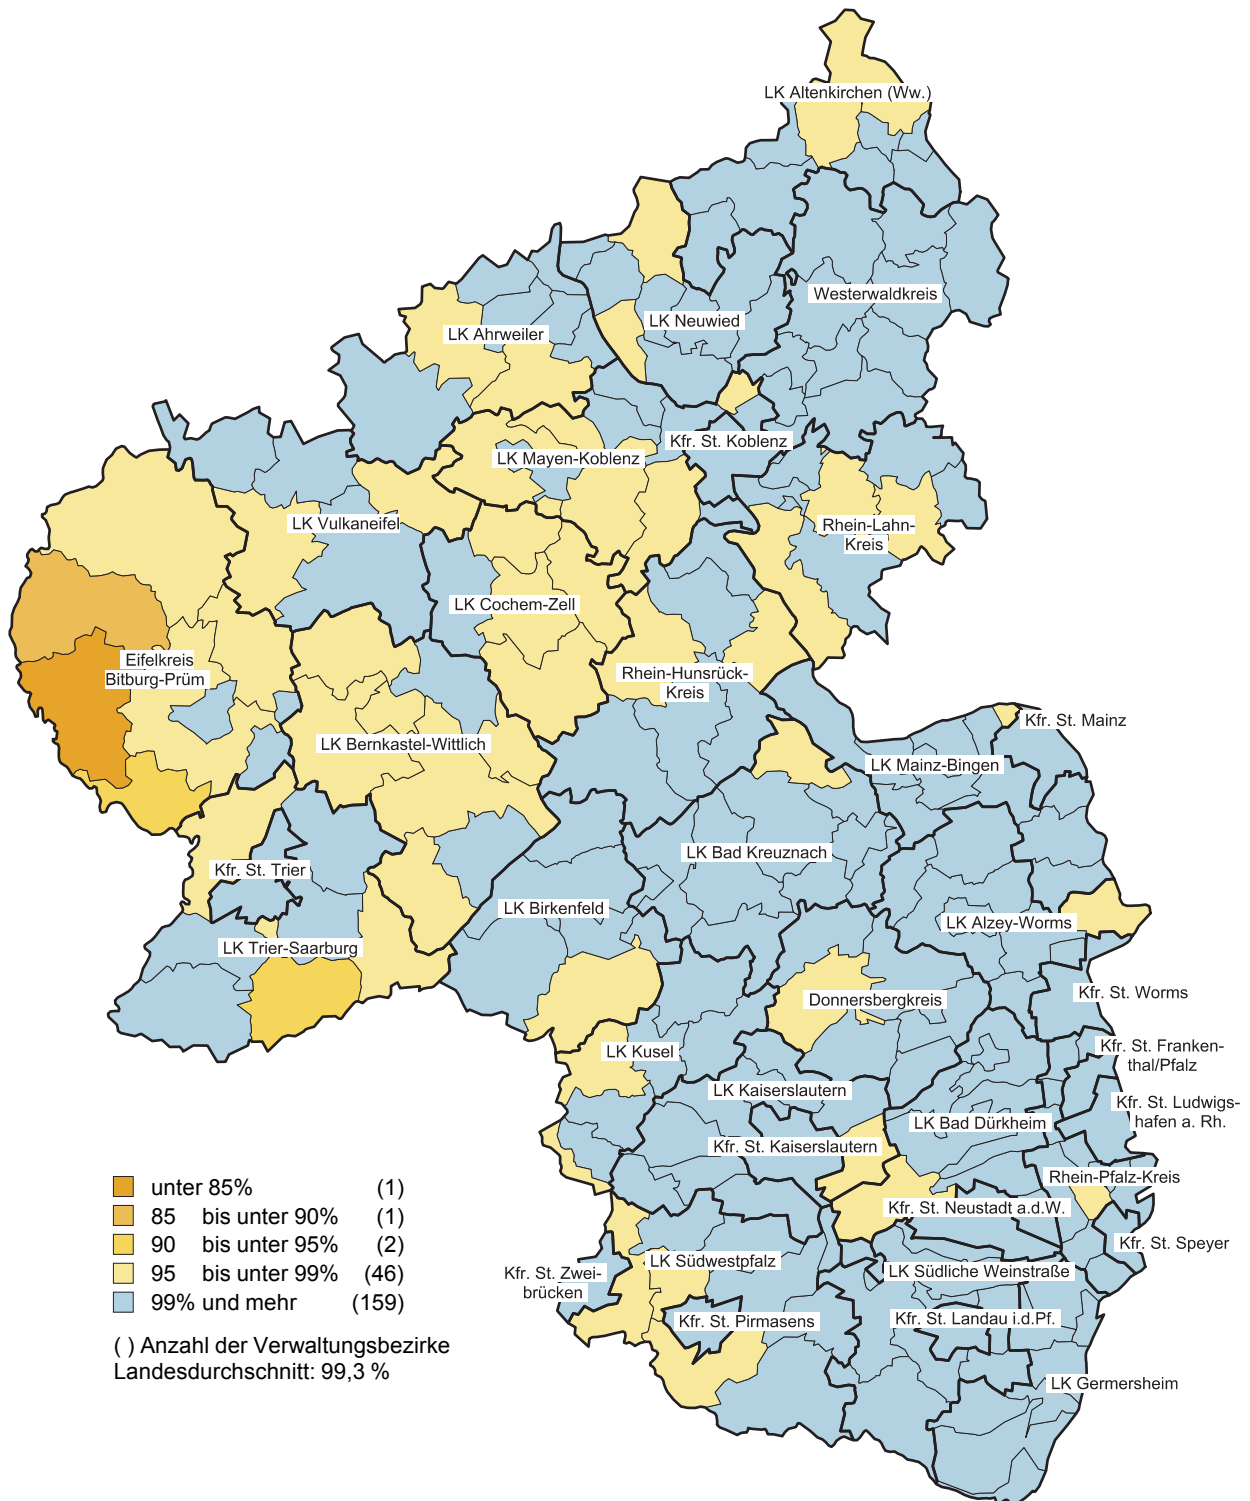 LK Altenkirchen (Ww.)
Westerwaldkreis
LK Neuwied
LK Ahrweiler
Kfr. St. Koblenz
LK Mayen-Koblenz
LK Vulkaneifel
Rhein-Lahn-
Kreis
LK Cochem-Zell
Eifelkreis
Bitburg-Prüm
Rhein-Hunsrück-
Kreis
Kfr. St. Mainz
LK Bernkastel-Wittlich
LK Mainz-Bingen
LK Bad Kreuznach
Kfr. St. Trier
LK Birkenfeld
LK Alzey-Worms
LK Trier-Saarburg
Kfr. St. Worms
Donnersbergkreis
LK Kusel
Kfr. St. Franken-
thal/Pfalz
LK Kaiserslautern
Kfr. St. Ludwigs-
hafen a. Rh.
LK Bad Dürkheim
Kfr. St. Kaiserslautern
Rhein-Pfalz-Kreis
Kfr. St. Neustadt a.d.W.
Kfr. St. Speyer
LK Südwestpfalz
LK Südliche Weinstraße
Kfr. St. Zwei-
brücken
Kfr. St. Pirmasens
Kfr. St. Landau i.d.Pf.
LK Germersheim
unter 85% (1)
85 bis unter 90% (1)
90 bis unter 95% (2)
95 bis unter 99% (46)
99% und mehr (159)
( ) Anzahl der Verwaltungsbezirke
Landesdurchschnitt: 99,3 %